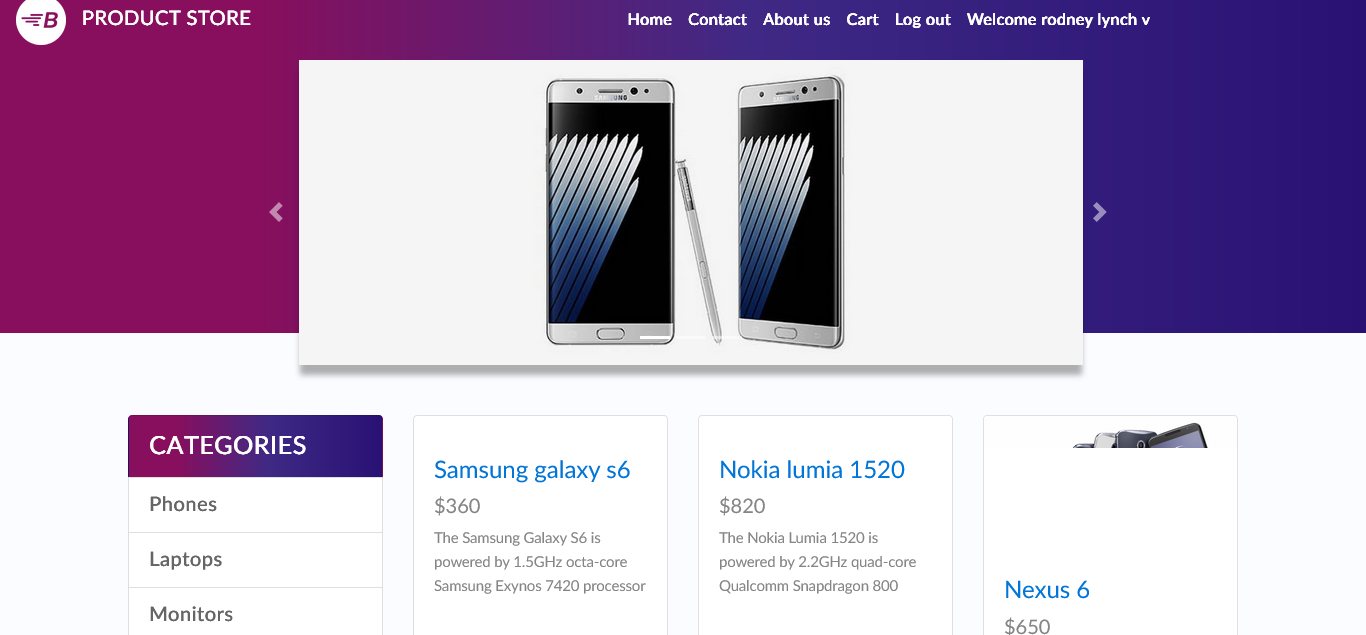 B
PRODUCT STORE
Home Contact About us Cart Log out Welcome rodney lynch v
SAMSUNG
SAMSUNG
CATEGORIES
Phones
Laptops
Monitors
Samsung galaxy s6
$360
The Samsung Galaxy S6 is
powered by 1.5GHz octa-core
Samsung Exynos 7420 processor
Nokia lumia 1520
$820
The Nokia Lumia 1520 is
powered by 2.2GHz quad-core
Qualcomm Snapdragon 800
Nexus 6
$650